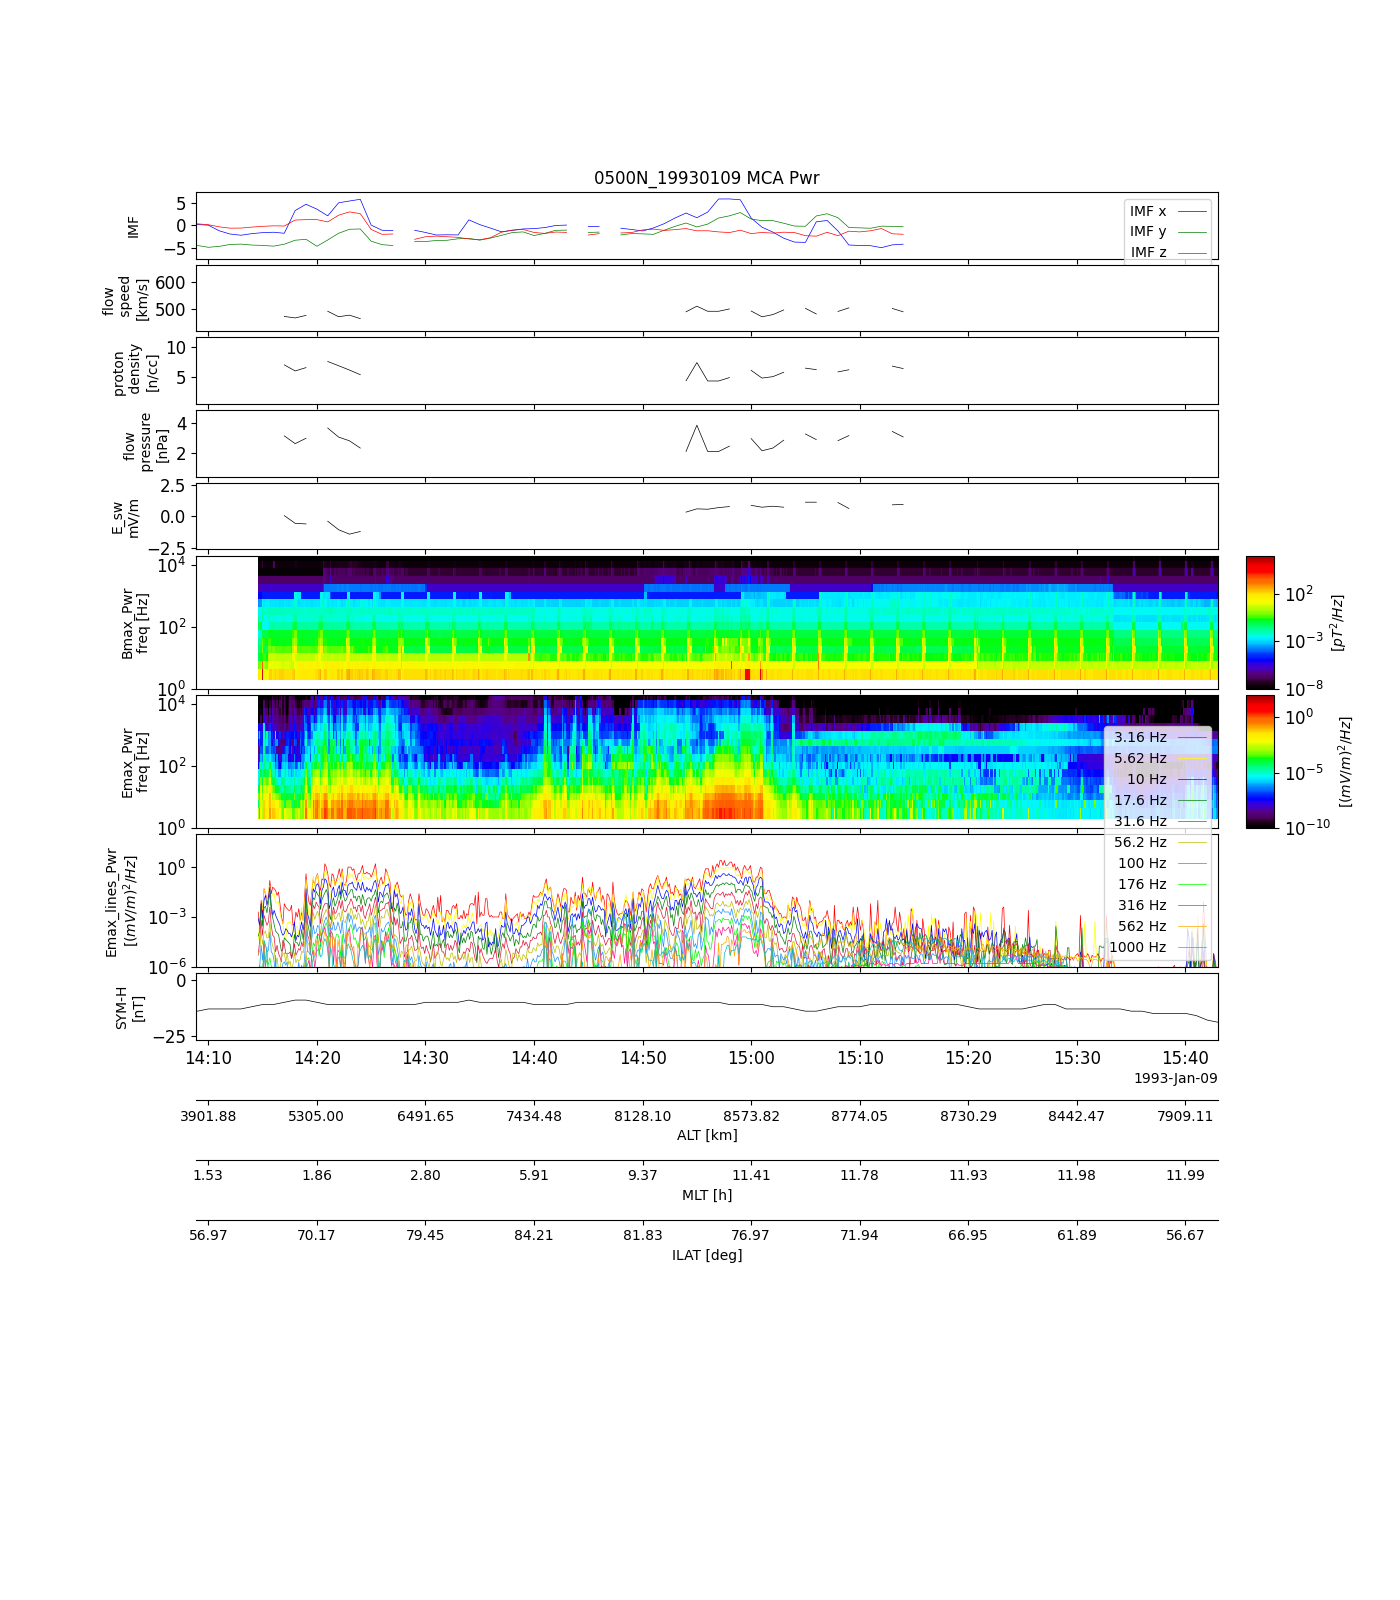 0500N_19930109 MCA Pwr
IMF
5
0
−5
IMF x
IMF y
IMF z
flow
speed
[km/s]
600
500
proton
density
[n/cc]
10
5
flow
pressure
[nPa]
4
2
E_sw
mV/m
2.5
0.0
−2.5
Bmax_Pwr
freq [Hz]
10^4
10^2
10^0
10^2
10^−3
10^−8
[pT^2/Hz]
Emax_Pwr
freq [Hz]
10^4
10^2
10^0
10^0
10^−5
10^−10
[(mV/m)^2/Hz]
3.16 Hz
5.62 Hz
10 Hz
17.6 Hz
31.6 Hz
56.2 Hz
100 Hz
176 Hz
316 Hz
562 Hz
1000 Hz
Emax_lines_Pwr
[(mV/m)^2/Hz]
10^0
10^−3
10^−6
SYM-H
[nT]
0
−25
14:10 14:20 14:30 14:40 14:50 15:00 15:10 15:20 15:30 15:40
1993-Jan-09
3901.88 5305.00 6491.65 7434.48 8128.10 8573.82 8774.05 8730.29 8442.47 7909.11
ALT [km]
1.53 1.86 2.80 5.91 9.37 11.41 11.78 11.93 11.98 11.99
MLT [h]
56.97 70.17 79.45 84.21 81.83 76.97 71.94 66.95 61.89 56.67
ILAT [deg]